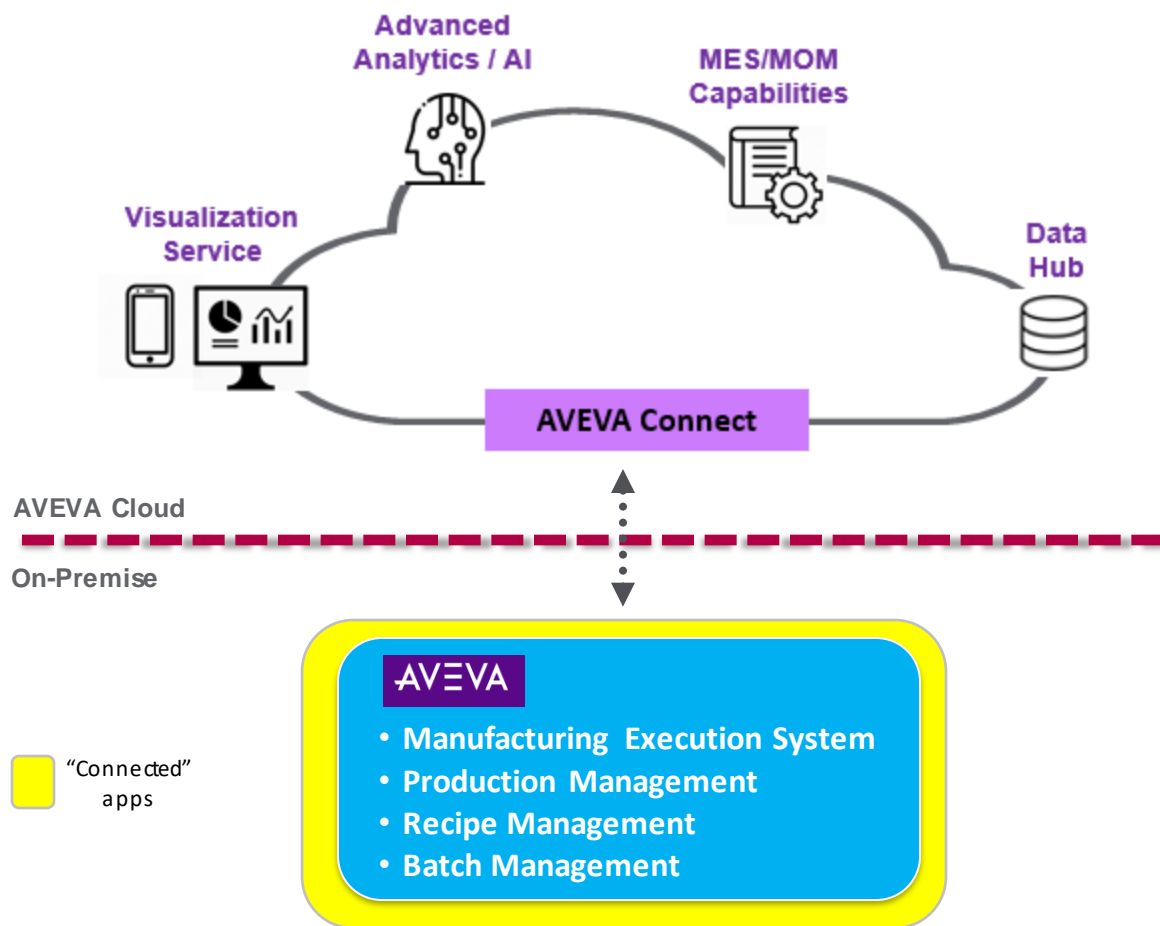 Advanced
Analytics / AI
MES/MOM
Capabilities
Visualization
Service
Data
Hub
AVEVA Connect
AVEVA Cloud
On-Premise
AVEVA
• Manufacturing Execution System
• Production Management
• Recipe Management
• Batch Management
“Connected”
apps